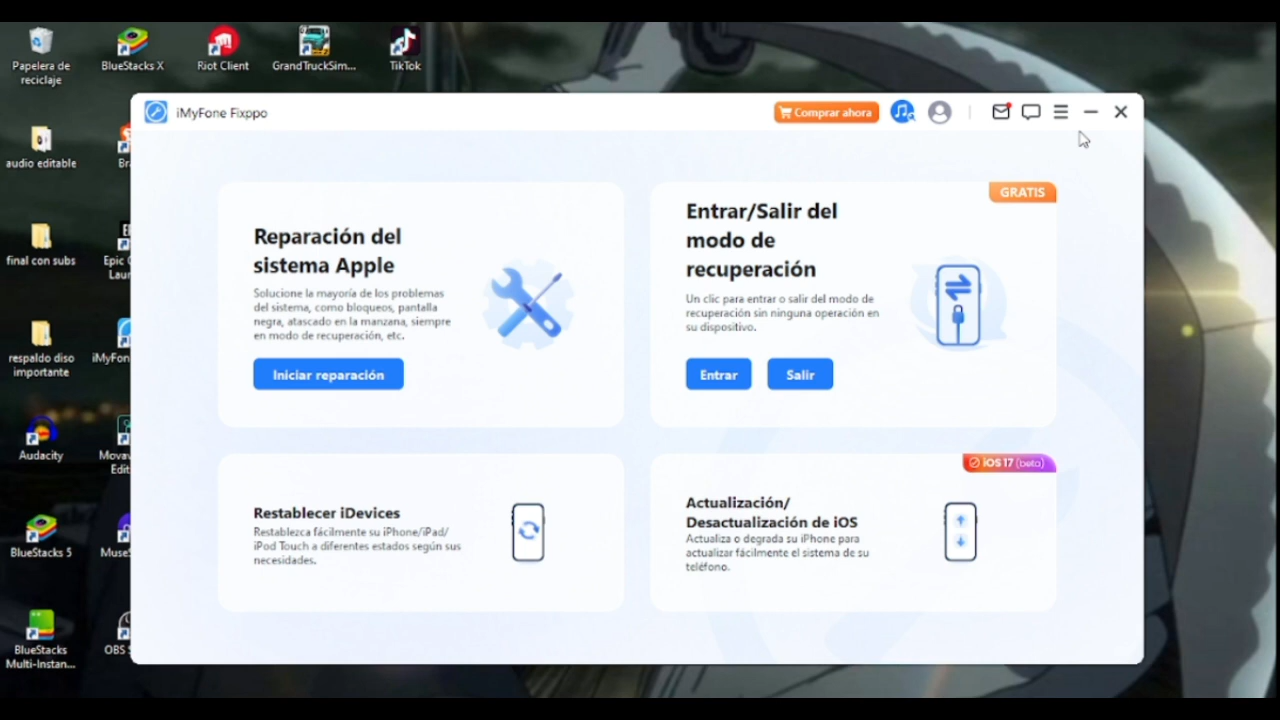 Papelera de
reciclaje
BlueStacks X
Riot Client
GrandTruckSim...
TikTok
iMyFone Fixppo
Comprar ahora
audio editable
final con subs
Epic
respaldo diso
importante
Audacity
BlueStacks 5
BlueStacks
Multi-Instan...
OBS
GRATIS
Reparación del
sistema Apple
Solucione la mayoría de los problemas
del sistema, como bloqueos, pantalla
negra, atascado en la manzana, siempre
en modo de recuperación, etc.
Iniciar reparación
Entrar/Salir del
modo de
recuperación
Un clic para entrar o salir del modo de
recuperación sin ninguna operación en
su dispositivo.
Entrar
Salir
Restablecer iDevices
Restablezca fácilmente su iPhone/iPad/
iPod Touch a diferentes estados según sus
necesidades.
iOS 17 (beta)
Actualización/
Desactualización de iOS
Actualiza o degrada su iPhone para
actualizar fácilmente el sistema de su
teléfono.